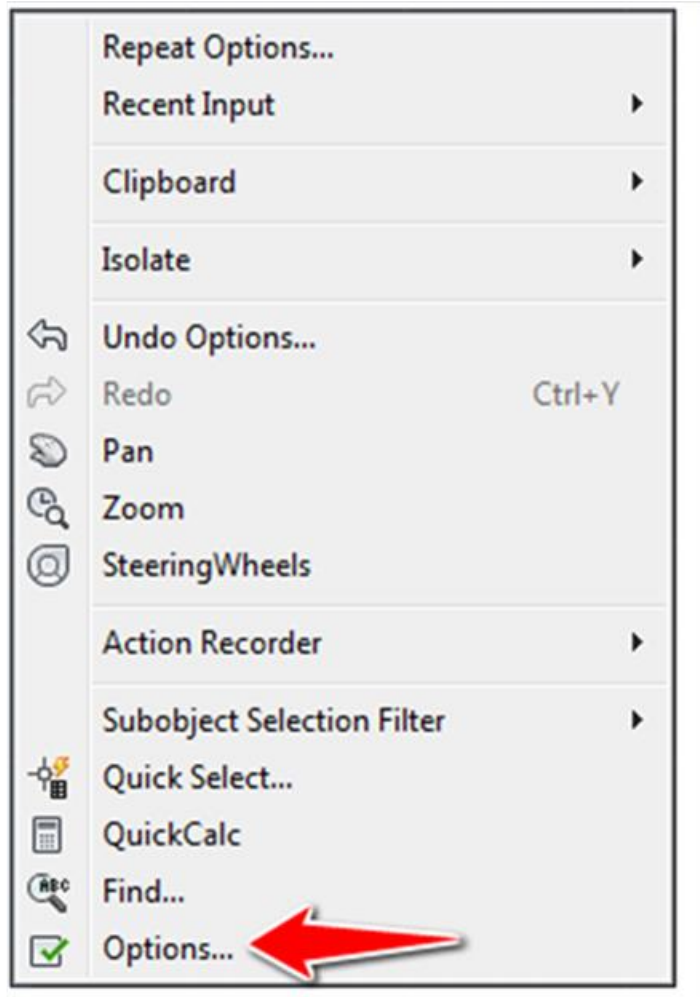 Repeat Options...
Recent Input
Clipboard
Isolate
Undo Options...
Redo Ctrl+Y
Pan
Zoom
SteeringWheels
Action Recorder
Subobject Selection Filter
Quick Select...
QuickCalc
ABC Find...
Options...